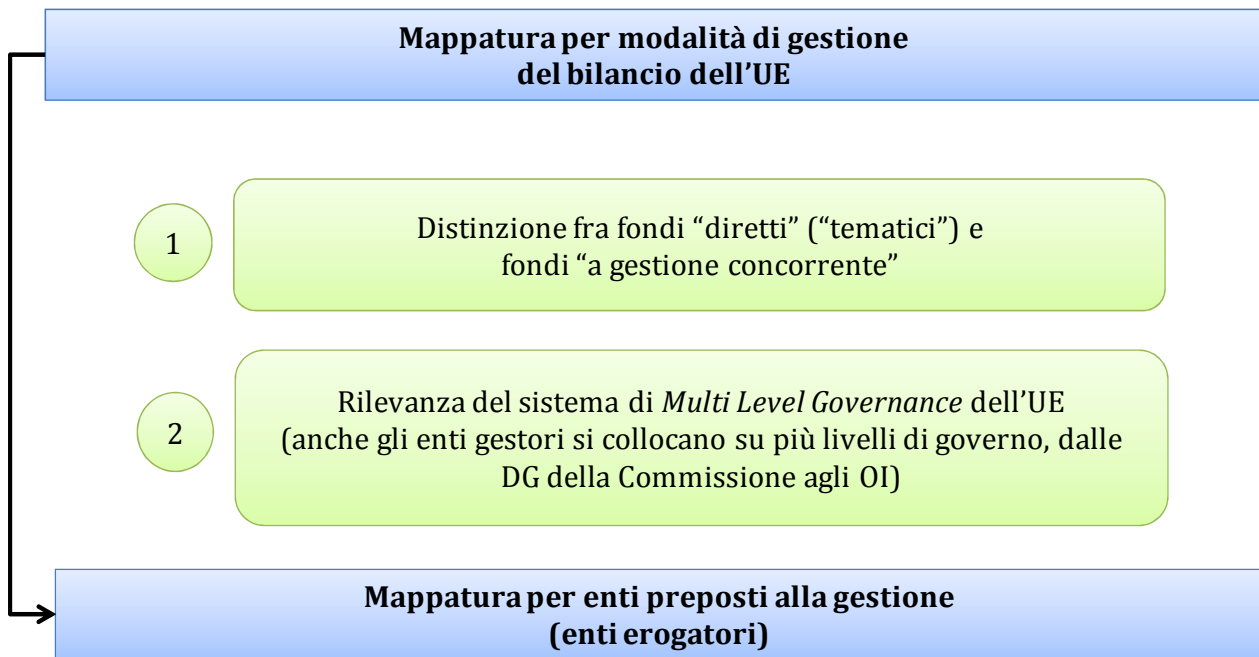 Mappatura per modalità di gestione
del bilancio dell’UE
1
Distinzione fra fondi “diretti” (“tematici”) e
fondi “a gestione concorrente”
2
Rilevanza del sistema di Multi Level Governance dell’UE
(anche gli enti gestori si collocano su più livelli di governo, dalle
DG della Commissione agli OI)
Mappatura per enti preposti alla gestione
(enti erogatori)